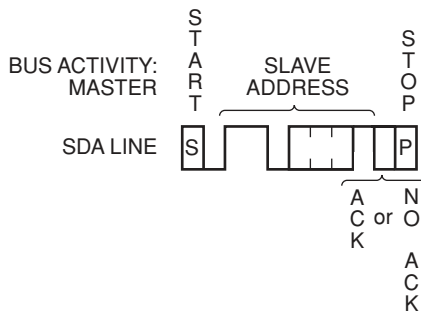 START
BUS ACTIVITY:
MASTER
SLAVE
ADDRESS
STOP
SDA LINE
S
P
ACK
or
NO ACK